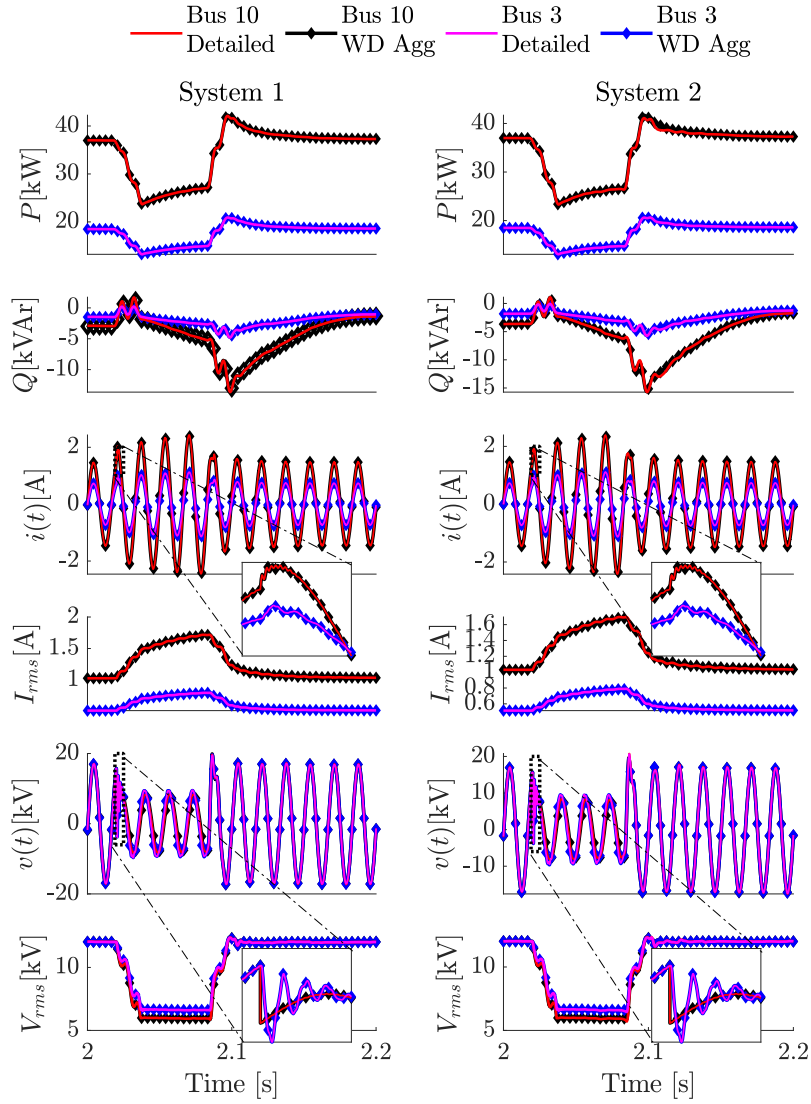 Bus 10 Bus 10 Bus 3 Bus 3
Detailed WD Agg Detailed WD Agg
System 1 System 2
P[kW]
40
30
20
P[kW]
40
30
20
Q[kVAr]
0
-5
-10
Q[kVAr]
0
-5
-10
-15
i(t)[A]
2
0
-2
i(t)[A]
2
0
-2
I_rms[A]
2
1.5
1
I_rms[A]
1.6
1
0.8
0.6
v(t)[kV]
20
0
-20
v(t)[kV]
20
10
0
-10
V_rms[kV]
10
5
V_rms[kV]
10
5
2 2.1 2.2
2 2.1 2.2
Time [s] Time [s]